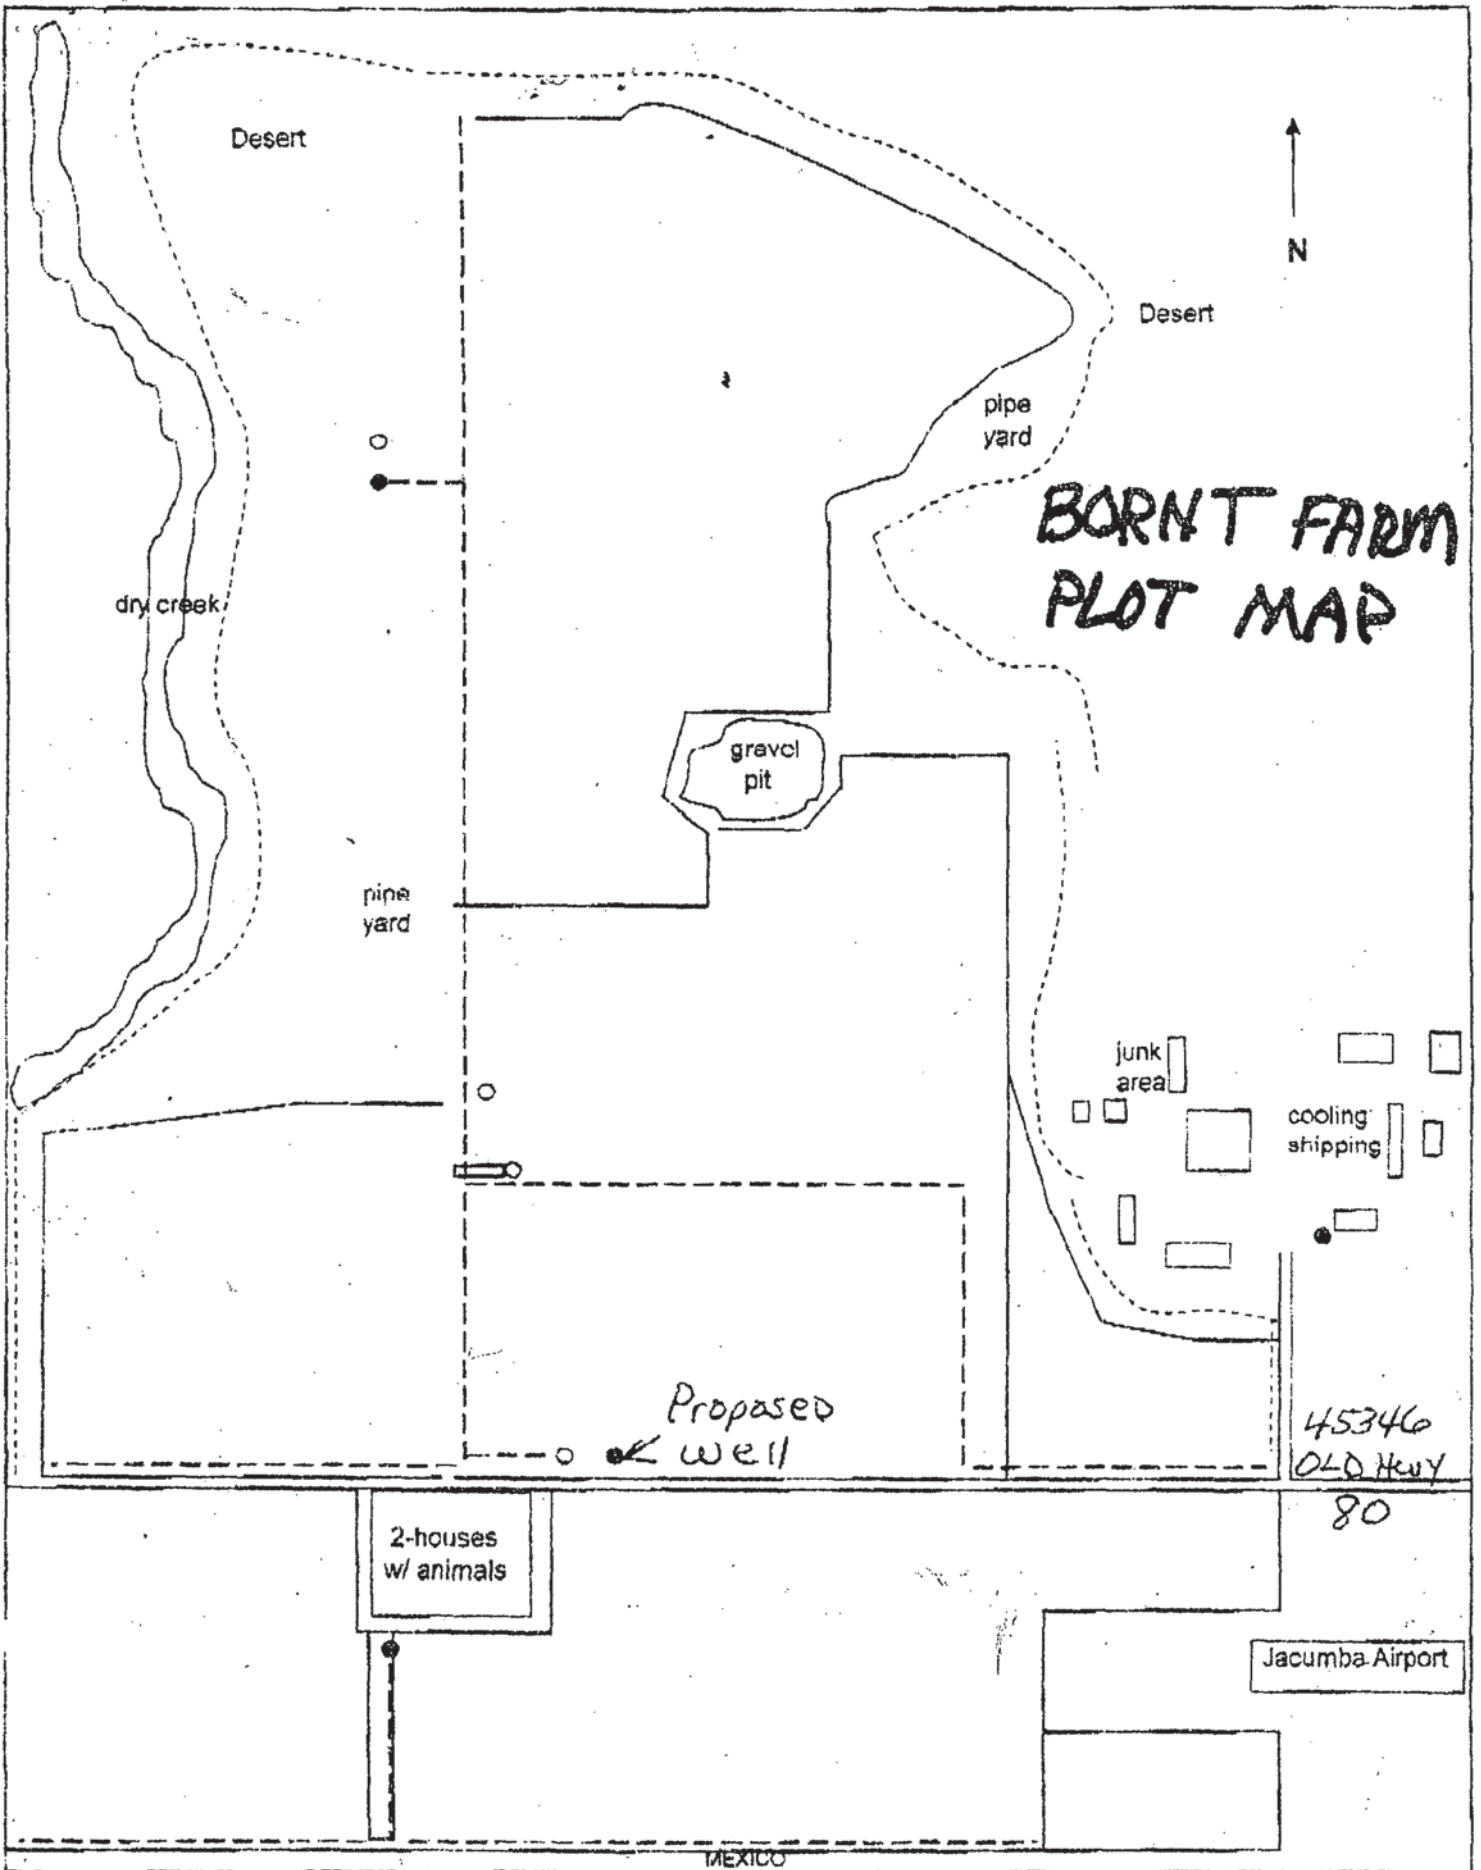 Desert
N
Desert
pipe
yard
BORNT FARM
PLOT MAP
dry creek
gravel
pit
pipe
yard
junk
area
cooling
shipping
Proposed
well
45346
OLD Hwy
80
2-houses
w/ animals
Jacumba Airport
MEXICO